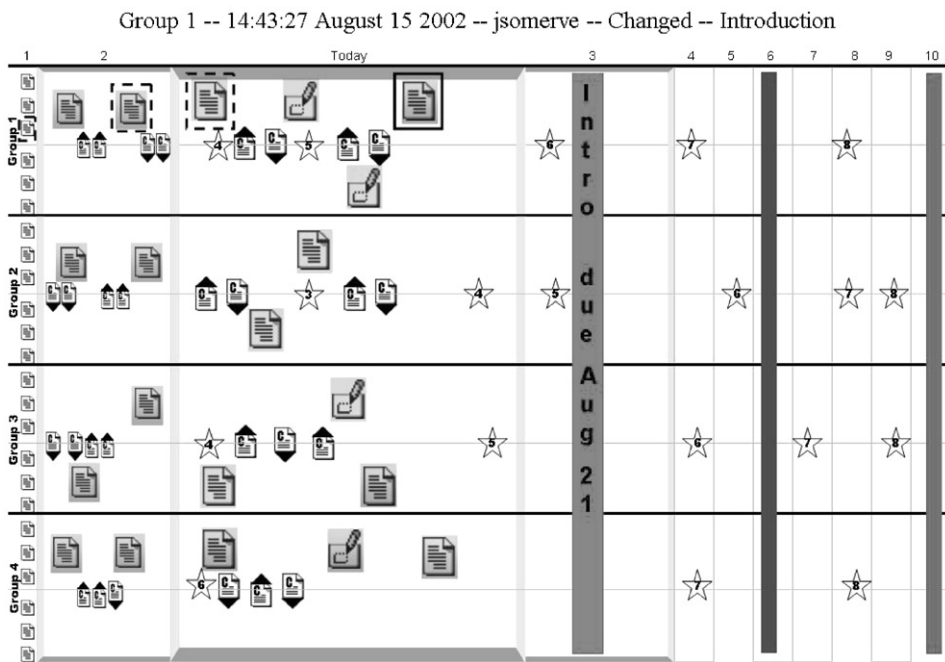 Group 1 -- 14:43:27 August 15 2002 -- jsomerve -- Changed -- Introduction
1 2 Today 3 4 5 6 7 8 9 10
Group 1
4 5 6 7 8
Group 2
3 4 5 6 7 8
Group 3
4 5 6 7 8
Group 4
6 7 8
Intro due Aug 21